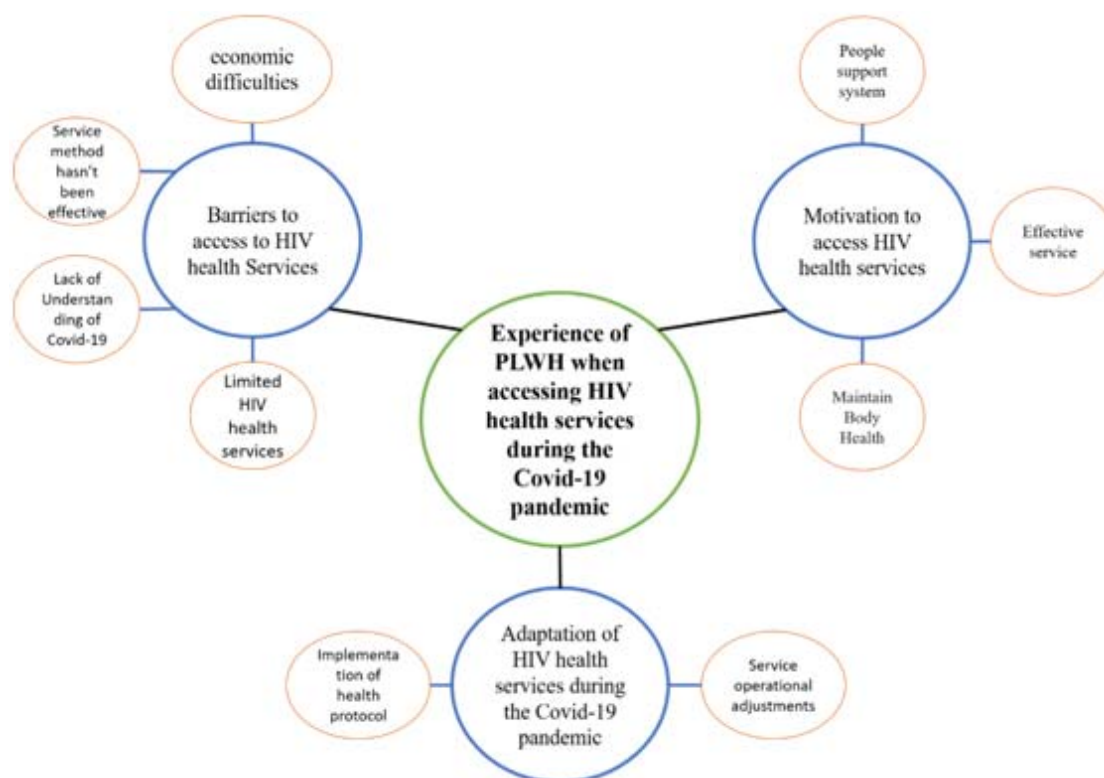 economic
difficulties
Service
method
hasn't
been
effective
Barriers to
access to HIV
health Services
Lack of
Understan
ding of
Covid-19
Limited
HIV
health
services
People
support
system
Motivation to
access HIV
health services
Effective
service
Maintain
Body
Health
Experience of
PLWH when
accessing HIV
health services
during the
Covid-19
pandemic
Implementa
tion of
health
protocol
Adaptation of
HIV health
services during
the Covid-19
pandemic
Service
operational
adjustments